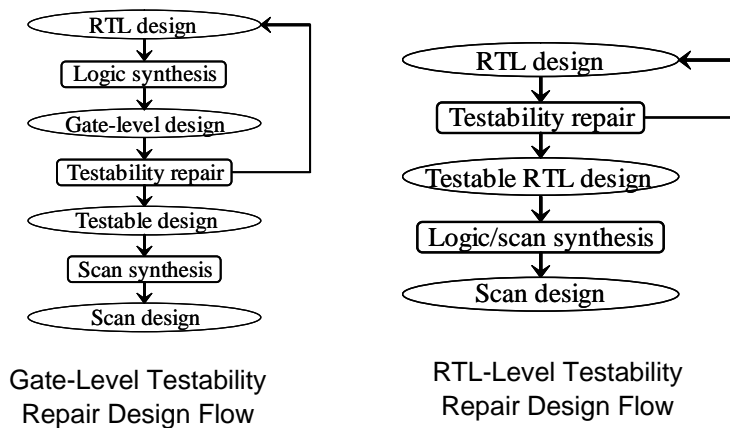 RTL design
Logic synthesis
Gate-level design
Testability repair
Testable design
Scan synthesis
Scan design
Gate-Level Testability
Repair Design Flow
RTL design
Testability repair
Testable RTL design
Logic/scan synthesis
Scan design
RTL-Level Testability
Repair Design Flow